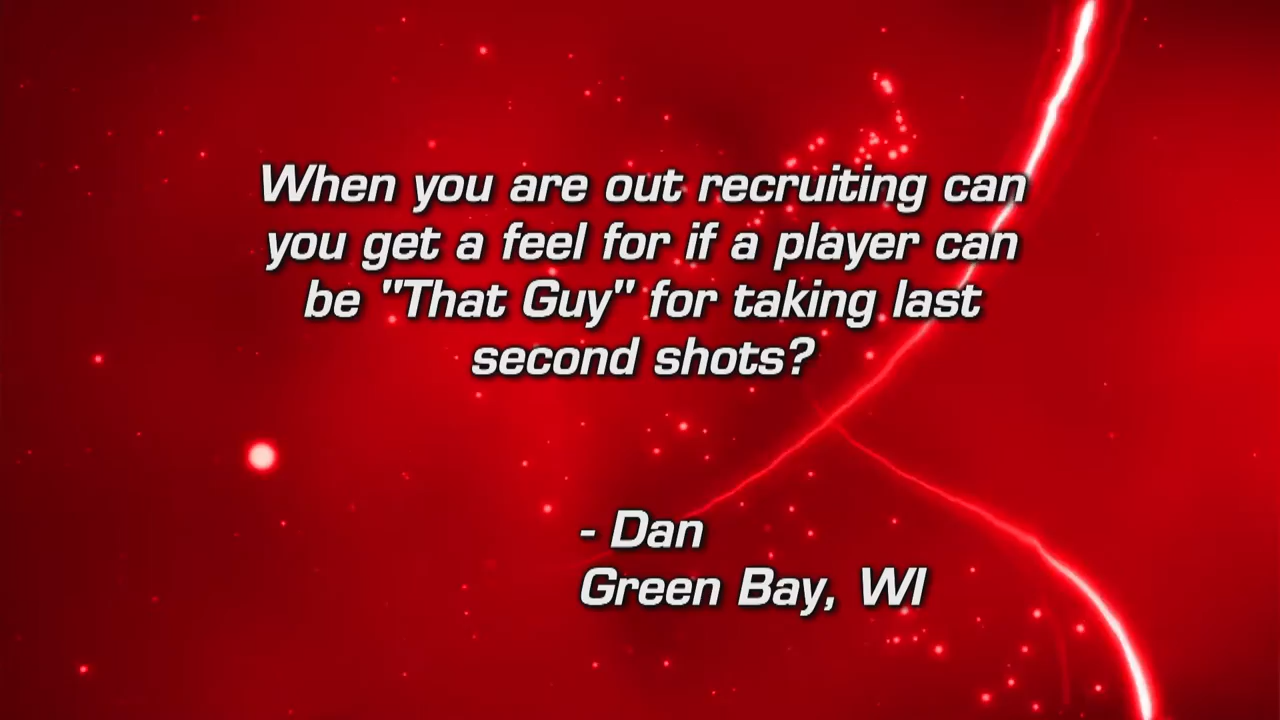 When you are out recruiting can
you get a feel for if a player can
be "That Guy" for taking last
second shots?
- Dan
Green Bay, WI